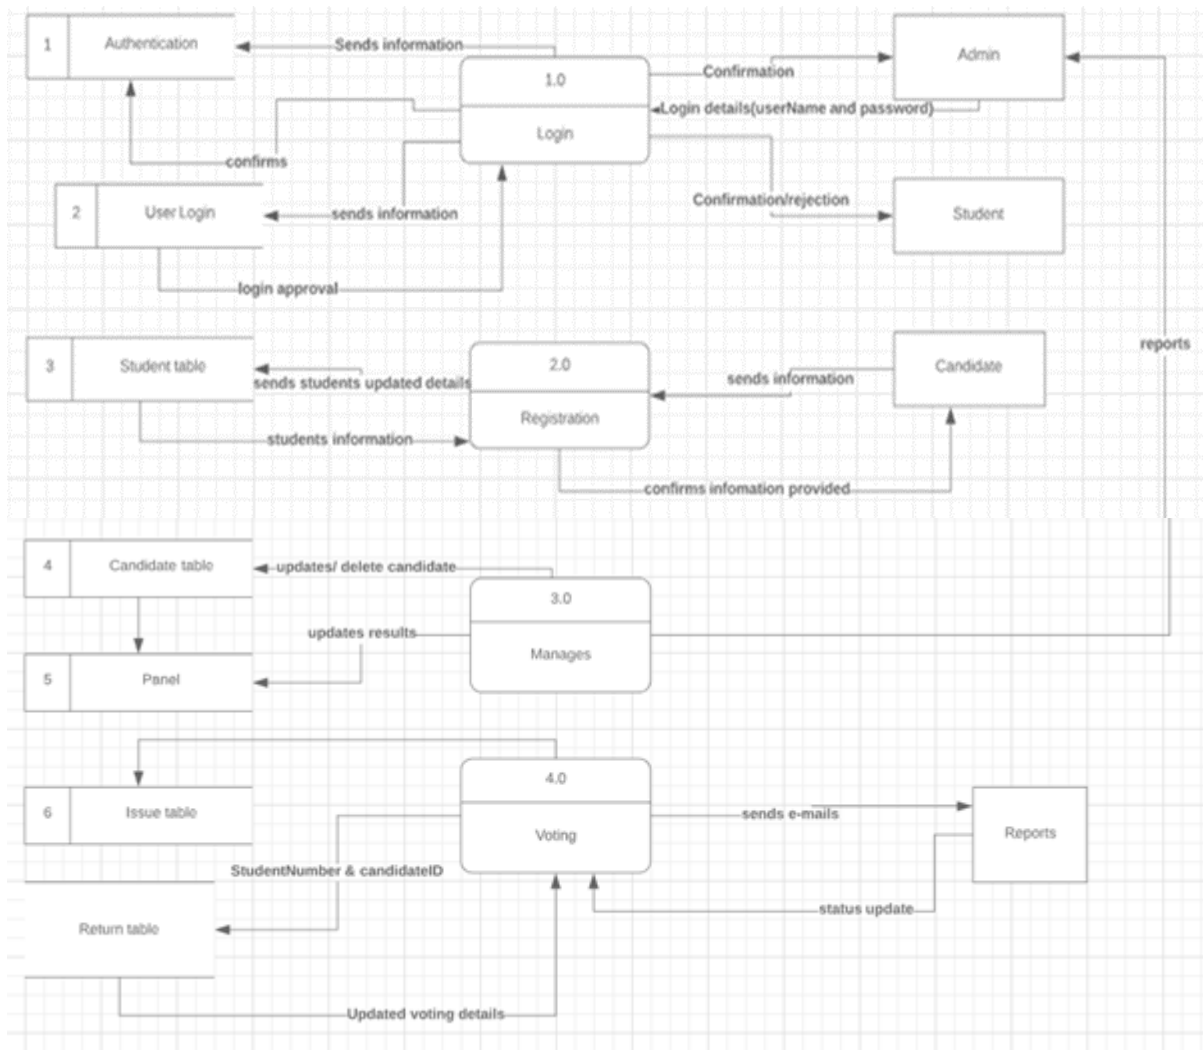 1 Authentication
Sends information
1.0
Login
Confirmation
Admin
Login details(userName and password)
confirms
2 User Login
sends information
Confirmation/rejection
Student
login approval
reports
3 Student table
sends students updated details
2.0
Registration
sends information
Candidate
students information
confirms infomation provided
4 Candidate table
updates/ delete candidate
3.0
Manages
updates results
5 Panel
4.0
Voting
6 Issue table
sends e-mails
Reports
StudentNumber & candidateID
status update
Return table
Updated voting details